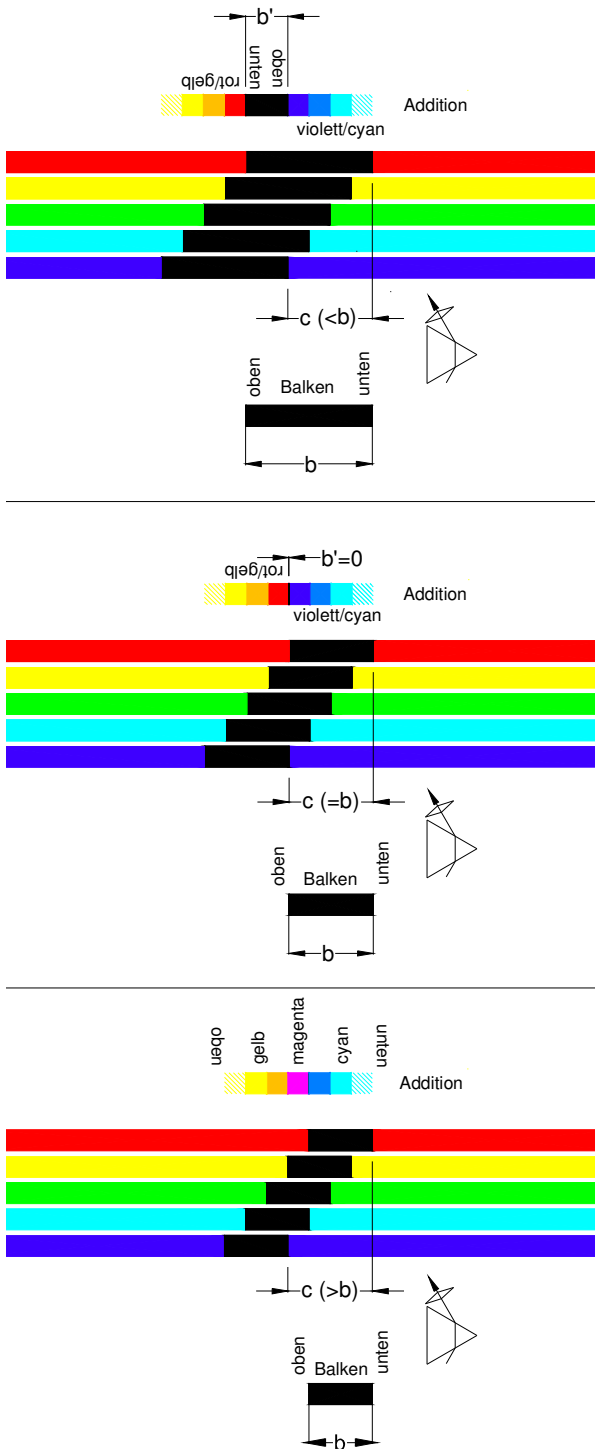 b'
rot/gelb
unten
oben
Addition
violett/cyan
c (<b)
oben
Balken
unten
b
b'=0
rot/gelb
Addition
violett/cyan
c (=b)
oben
Balken
unten
b
oben
gelb
magenta
cyan
unten
Addition
c (>b)
oben
Balken
unten
b